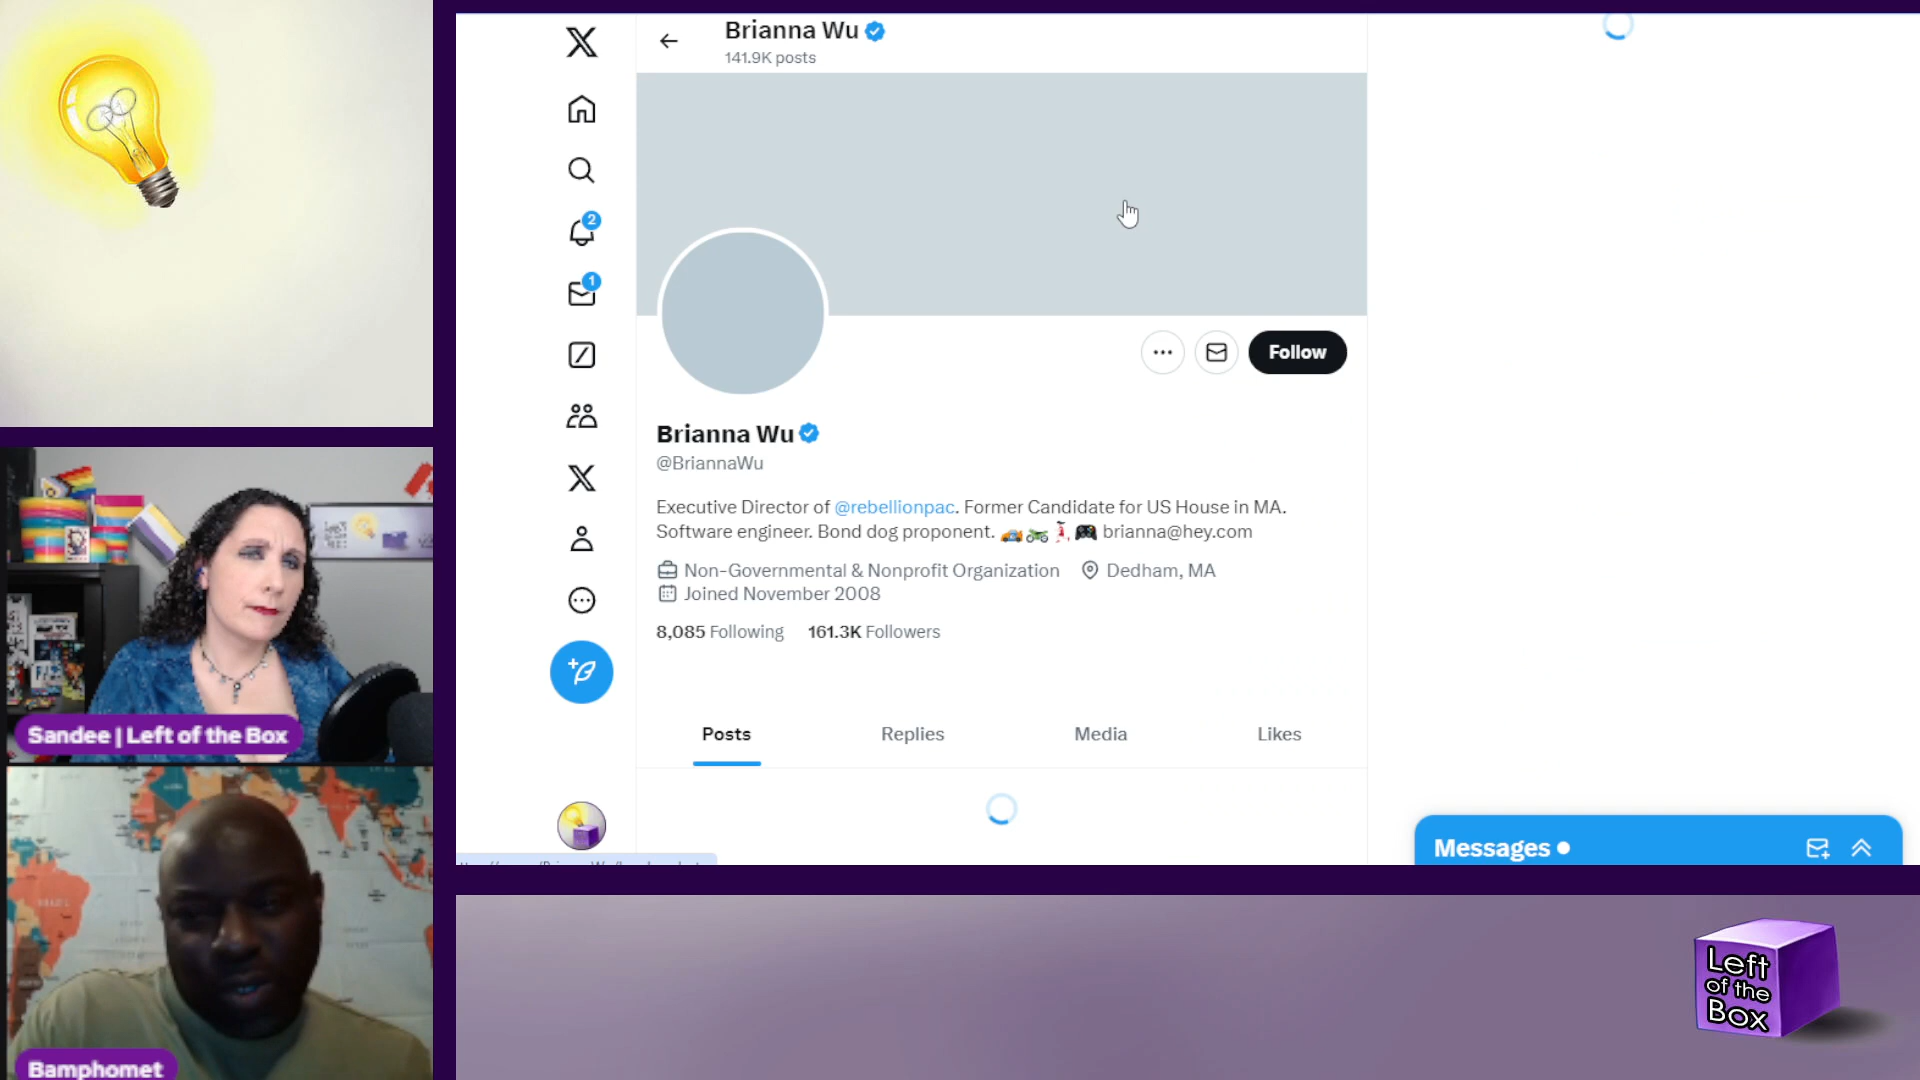 Brianna Wu
141.9K posts
2
1
Follow
Brianna Wu
@BriannaWu
Executive Director of @rebellionpac. Former Candidate for US House in MA.
Software engineer. Bond dog proponent. brianna@hey.com
Non-Governmental & Nonprofit Organization Dedham, MA
Joined November 2008
8,085 Following 161.3K Followers
Posts Replies Media Likes
Messages
Sandee | Left of the Box
Bamphomet
Left
of the
Box